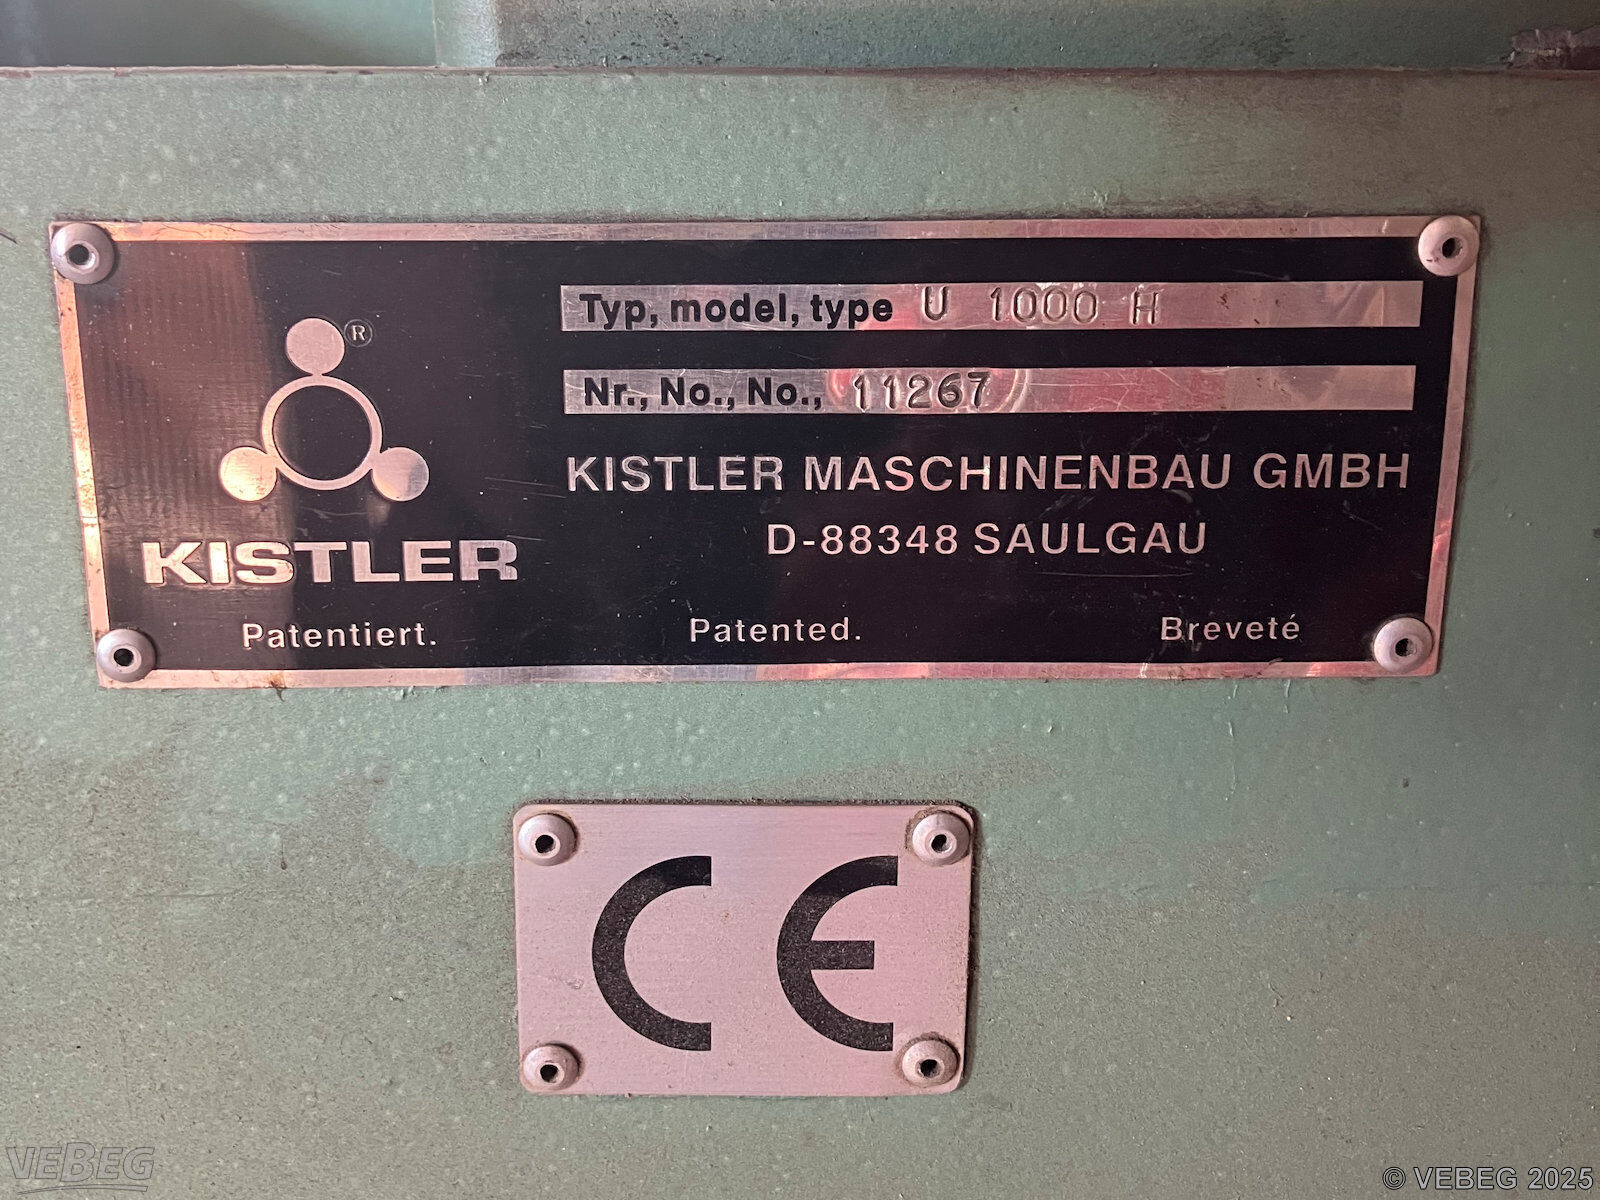 Typ, model, type U 1000 H
Nr., No., No., 11267
®
KISTLER MASCHINENBAU GMBH
D-88348 SAULGAU
KISTLER
Patentiert. Patented. Breveté
CE
VEBEG
© VEBEG 2025